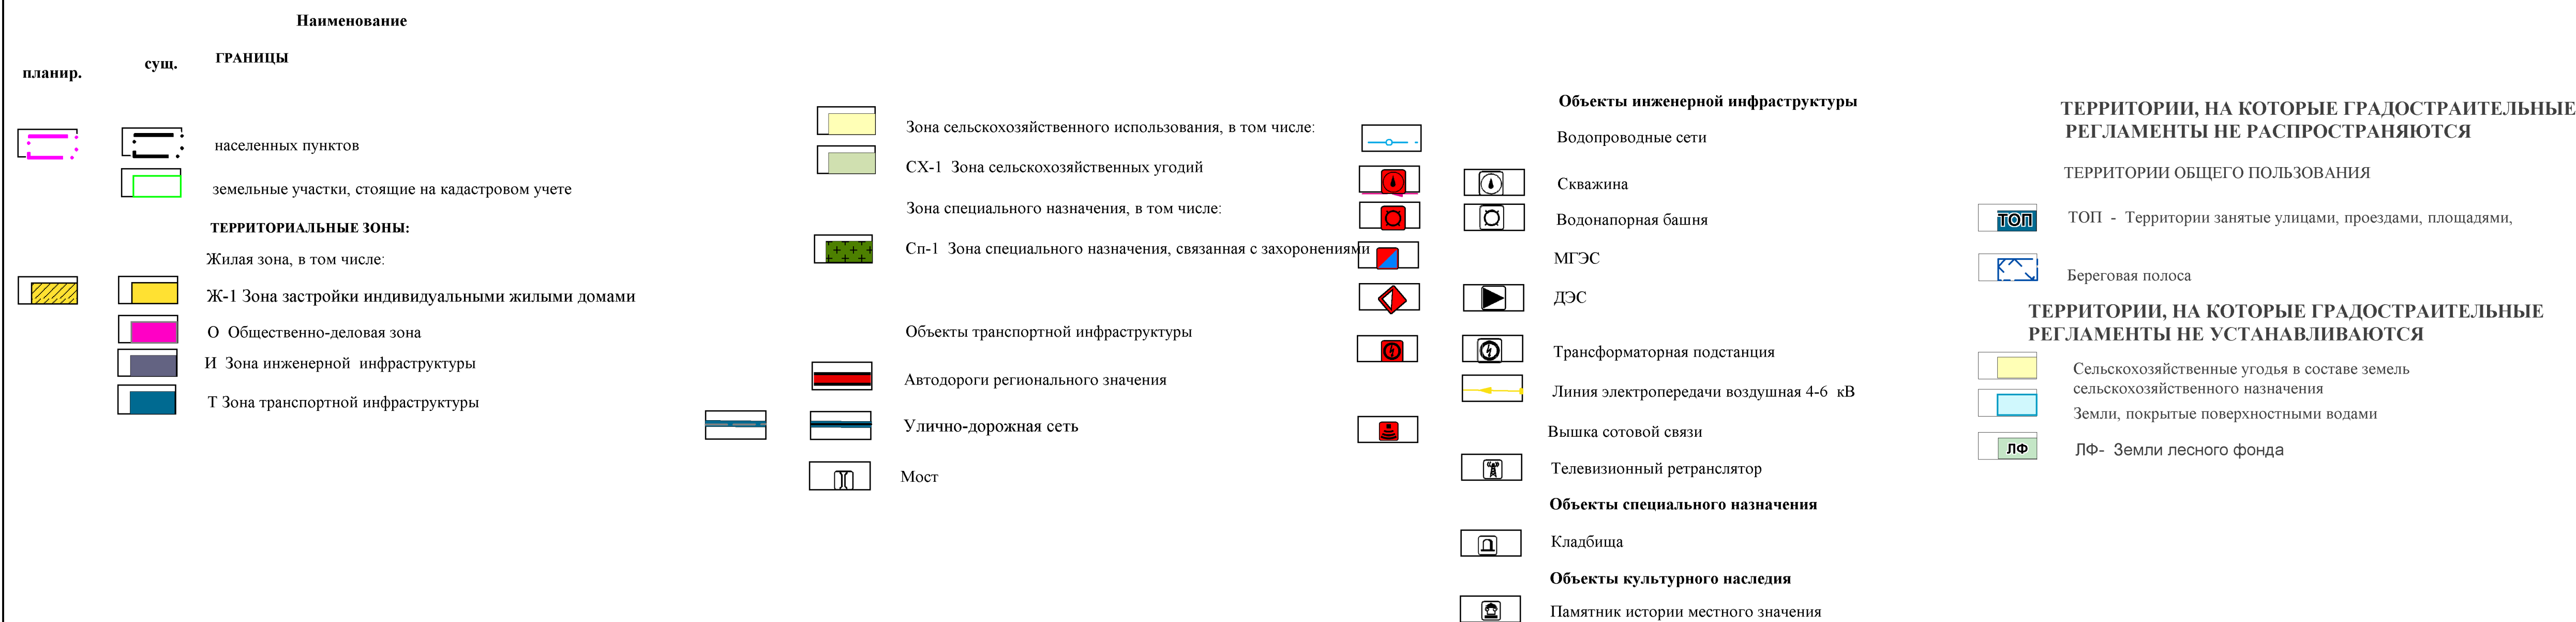 Наименование
планир.
сущ.
ГРАНИЦЫ
населенных пунктов
земельные участки, стоящие на кадастровом учете
ТЕРРИТОРИАЛЬНЫЕ ЗОНЫ:
Жилая зона, в том числе:
Ж-1 Зона застройки индивидуальными жилыми домами
О Общественно-деловая зона
И Зона инженерной инфраструктуры
Т Зона транспортной инфраструктуры
Зона сельскохозяйственного использования, в том числе:
СХ-1 Зона сельскохозяйственных угодий
Зона специального назначения, в том числе:
Сп-1 Зона специального назначения, связанная с захоронениями
Объекты транспортной инфраструктуры
Автодороги регионального значения
Улично-дорожная сеть
Мост
Объекты инженерной инфраструктуры
Водопроводные сети
Скважина
Водонапорная башня
МГЭС
ДЭС
Трансформаторная подстанция
Линия электропередачи воздушная 4-6 кВ
Вышка сотовой связи
Телевизионный ретранслятор
Объекты специального назначения
Кладбища
Объекты культурного наследия
Памятник истории местного значения
ТЕРРИТОРИИ, НА КОТОРЫЕ ГРАДОСТРАИТЕЛЬНЫЕ
РЕГЛАМЕНТЫ НЕ РАСПРОСТРАНЯЮТСЯ
ТЕРРИТОРИИ ОБЩЕГО ПОЛЬЗОВАНИЯ
ТОП
ТОП - Территории занятые улицами, проездами, площадями,
Береговая полоса
ТЕРРИТОРИИ, НА КОТОРЫЕ ГРАДОСТРАИТЕЛЬНЫЕ
РЕГЛАМЕНТЫ НЕ УСТАНАВЛИВАЮТСЯ
Сельскохозяйственные угодья в составе земель
сельскохозяйственного назначения
Земли, покрытые поверхностными водами
ЛФ
ЛФ- Земли лесного фонда